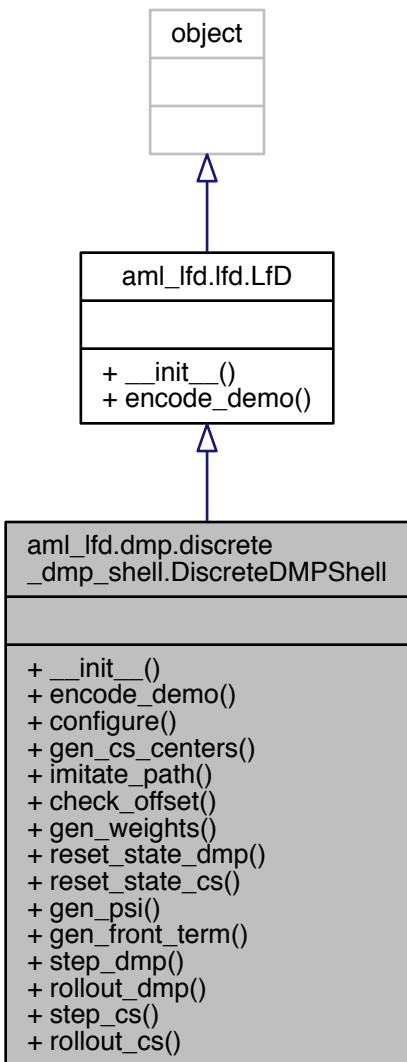 object
aml_lfd.lfd.LfD
+ __init__()
+ encode_demo()
aml_lfd.dmp.discrete
_dmp_shell.DiscreteDMPShell
+ __init__()
+ encode_demo()
+ configure()
+ gen_cs_centers()
+ imitate_path()
+ check_offset()
+ gen_weights()
+ reset_state_dmp()
+ reset_state_cs()
+ gen_psi()
+ gen_front_term()
+ step_dmp()
+ rollout_dmp()
+ step_cs()
+ rollout_cs()